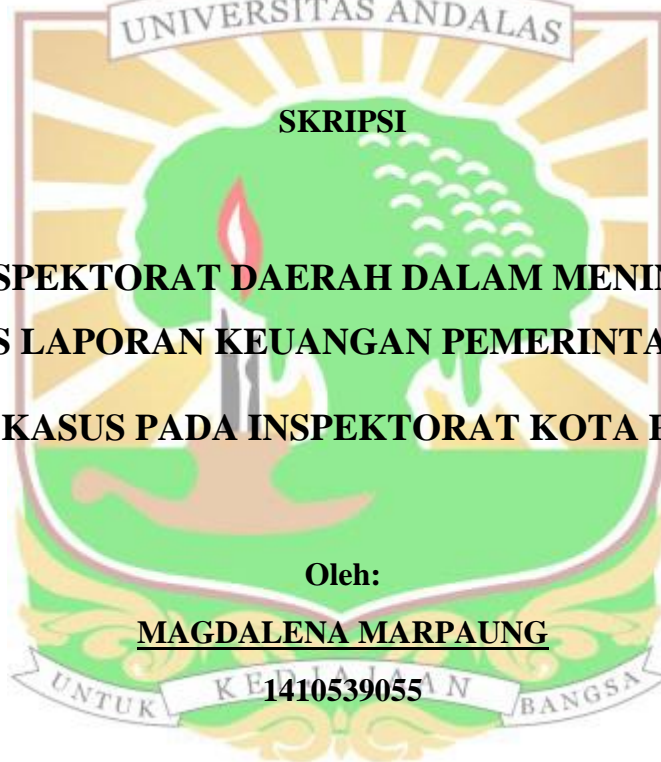 UNIVERSITAS ANDALAS
SKRIPSI
SPEKTORAT DAERAH DALAM MENIN
S LAPORAN KEUANGAN PEMERINTA
KASUS PADA INSPEKTORAT KOTA
Oleh:
MAGDALENA MARPAUNG
UNTUK KEDJAJAAN BANGSA
1410539055